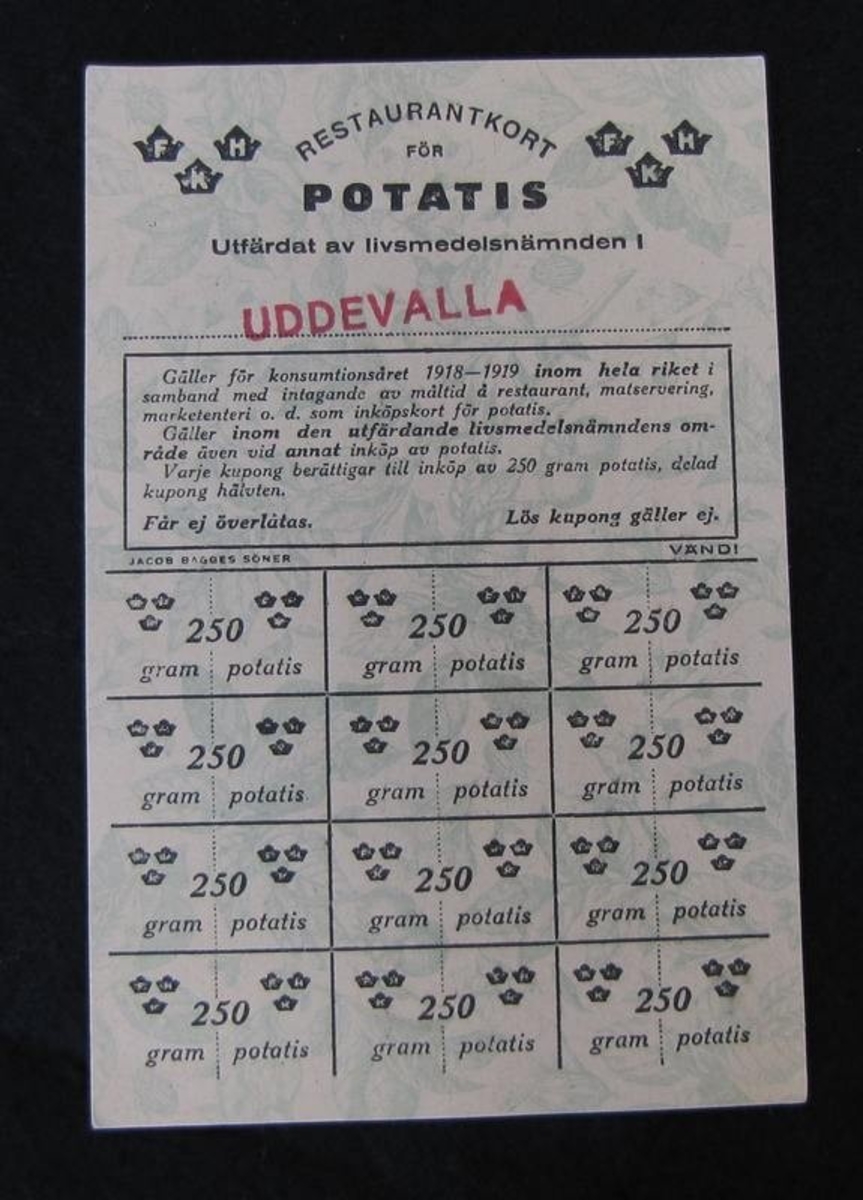 F H K
RESTAURANTKORT
F H K
FÖR
POTATIS
Utfärdat av livsmedelsnämnden I
UDDEVALLA
Gäller för konsumtionsåret 1918—1919 inom hela riket i
samband med intagande av måltid å restaurant, matservering,
marketenteri o. d. som inköpskort för potatis.
Gäller inom den utfärdande livsmedelsnämndens om-
råde även vid annat inköp av potatis.
Varje kupong berättigar till inköp av 250 gram potatis, delad
kupong hälvten.
Får ej överlåtas. Lös kupong gäller ej.
JACOB BAGGES SÖNER VÄND!
250 250 250
gram potatis gram potatis gram potatis
250 250 250
gram potatis gram potatis gram potatis
250 250 250
gram potatis gram potatis gram potatis
250 250 250
gram potatis gram potatis gram potatis